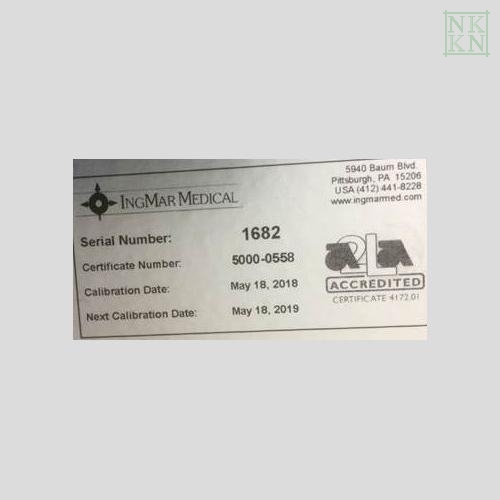 NK
KN
5940 Baum Blvd.
Pittsburgh, PA 15206
USA (412) 441-8228
www.ingmarmed.com
INGMAR MEDICAL
Serial Number: 1682
Certificate Number: 5000-0558
Calibration Date: May 18, 2018
Next Calibration Date: May 18, 2019
A2LA
ACCREDITED
CERTIFICATE 4172.01